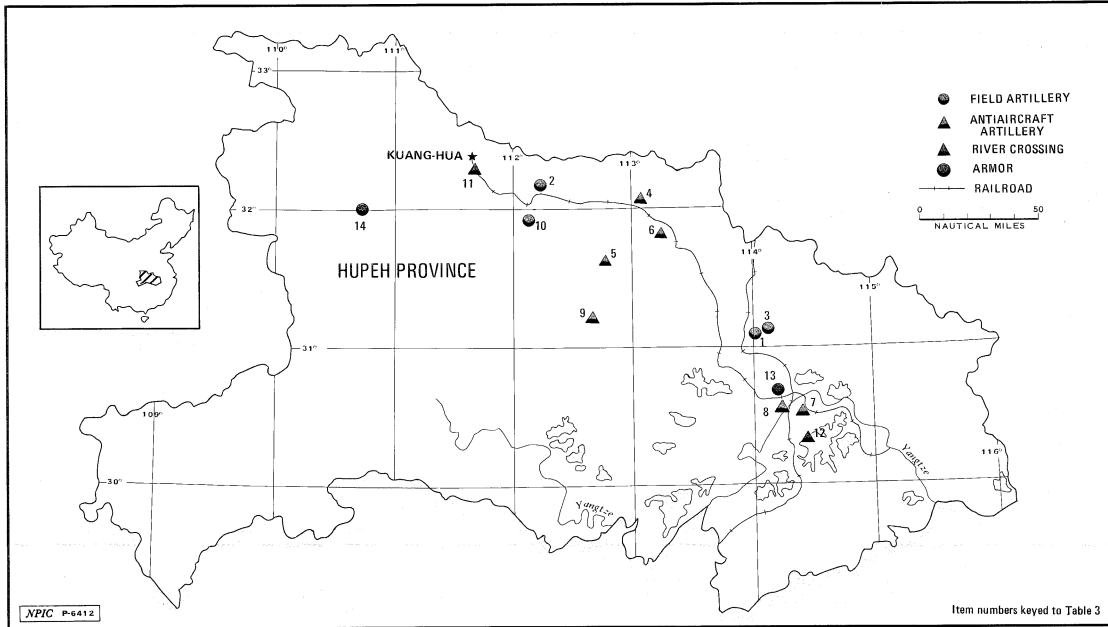 110°
111°
33°
FIELD ARTILLERY
ANTIAIRCRAFT
ARTILLERY
RIVER CROSSING
ARMOR
RAILROAD
0 50
NAUTICAL MILES
KUANG-HUA
112°
113°
11
2
4
32°
14
10
6
5
114°
HUPEH PROVINCE
115°
9
3
1
31°
13
8
7
12
109°
Yangtze
116°
30°
Yangtze
NPIC P-6412
Item numbers keyed to Table 3